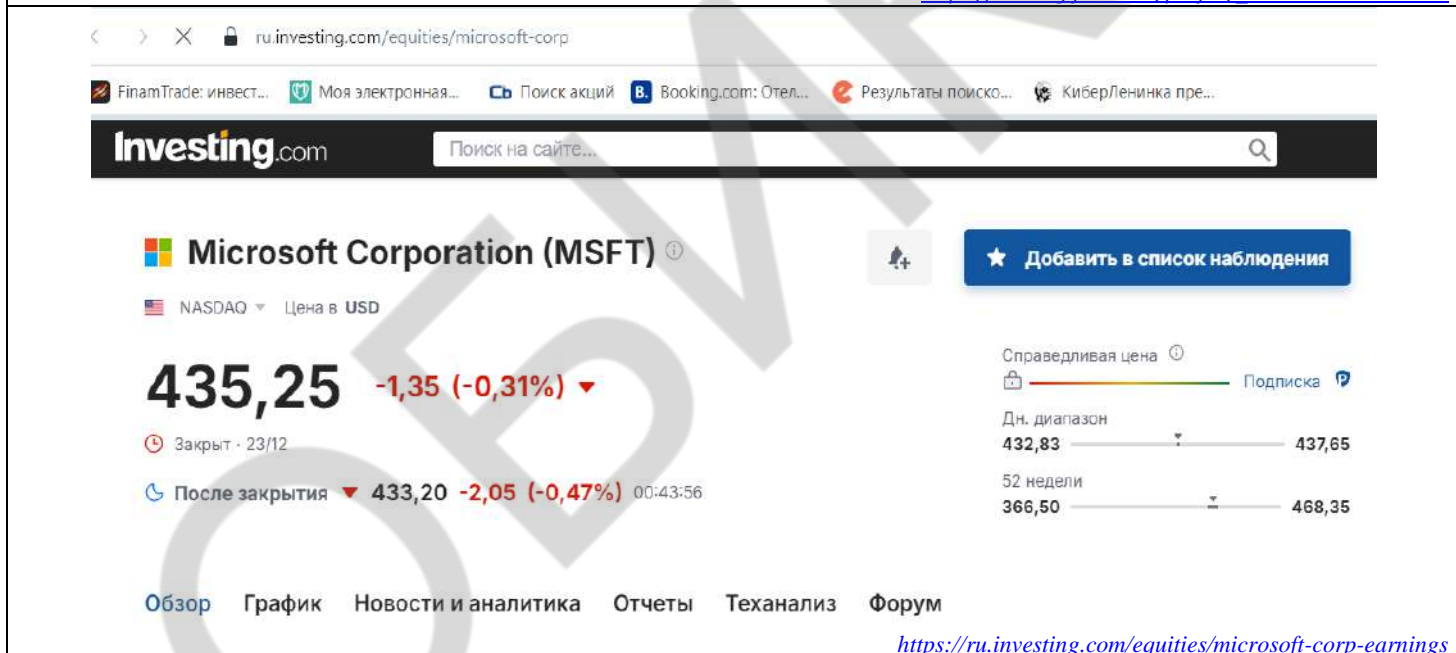 ru.investing.com/equities/microsoft-corp
FinamTrade: инвест... Моя электронная... Cb Поиск акций B. Booking.com: Отел... Результаты поиско... КиберЛенинка пре...
Investing.com Поиск на сайте...
Microsoft Corporation (MSFT)
Добавить в список наблюдения
NASDAQ Цена в USD
435,25 -1,35 (-0,31%)
Справедливая цена
Подписка
Закрыт · 23/12
Дн. диапазон
432,83 437,65
После закрытия 433,20 -2,05 (-0,47%) 00:43:56
52 недели
366,50 468,35
Обзор График Новости и аналитика Отчеты Теханализ Форум
https://ru.investing.com/equities/microsoft-corp-earnings